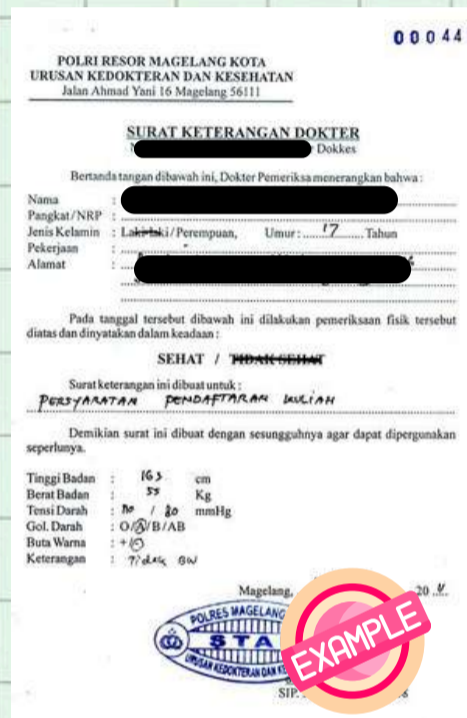 00044
POLRI RESOR MAGELANG KOTA
URUSAN KEDOKTERAN DAN KESEHATAN
Jalan Ahmad Yani 16 Magelang 56111
SURAT KETERANGAN DOKTER
Dokkes
Bertanda tangan dibawah ini, Dokter Pemeriksa menerangkan bahwa :
Nama :
Pangkat/NRP :
Jenis Kelamin : Laki-laki/Perempuan, Umur : 17 Tahun
Pekerjaan : -
Alamat :
Pada tanggal tersebut dibawah ini dilakukan pemeriksaan fisik tersebut
diatas dan dinyatakan dalam keadaan :
SEHAT / TIDAK SEHAT
Surat keterangan ini dibuat untuk :
PERSYARATAN PENDAFTARAN KULIAH
Demikian surat ini dibuat dengan sesungguhnya agar dapat dipergunakan
seperlunya.
Tinggi Badan : 163 cm
Berat Badan : 55 Kg
Tensi Darah : / 80 mmHg
Gol. Darah : O/A/B/AB
Buta Warna : +/-
Keterangan : Tidak BW
Magelang, 20
POLRES MAGELANG
STA
URUSAN KEDOKTERAN DAN
EXAMPLE
SIP.